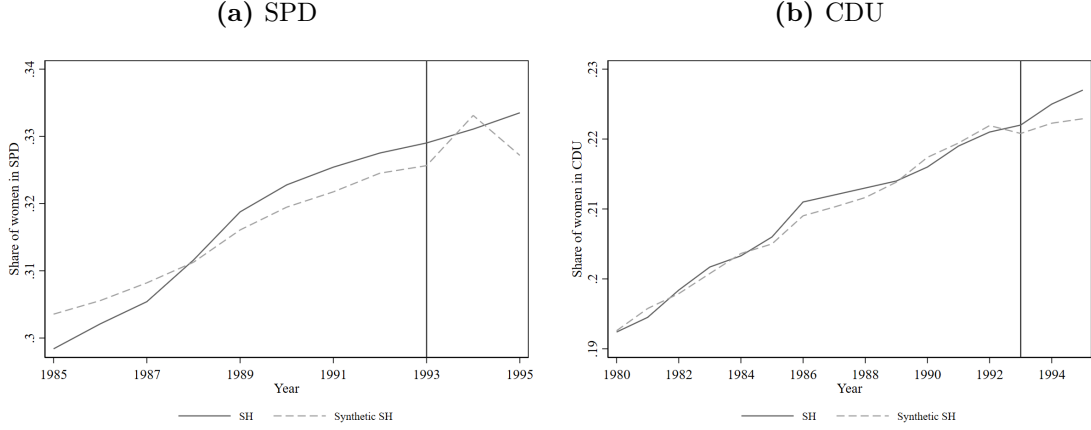 (a) SPD
Share of women in SPD
.34
.33
.32
.31
.3
1985 1987 1989 1991 1993 1995
Year
SH Synthetic SH
(b) CDU
Share of women in CDU
.23
.22
.21
.2
.19
1980 1982 1984 1986 1988 1990 1992 1994
Year
SH Synthetic SH